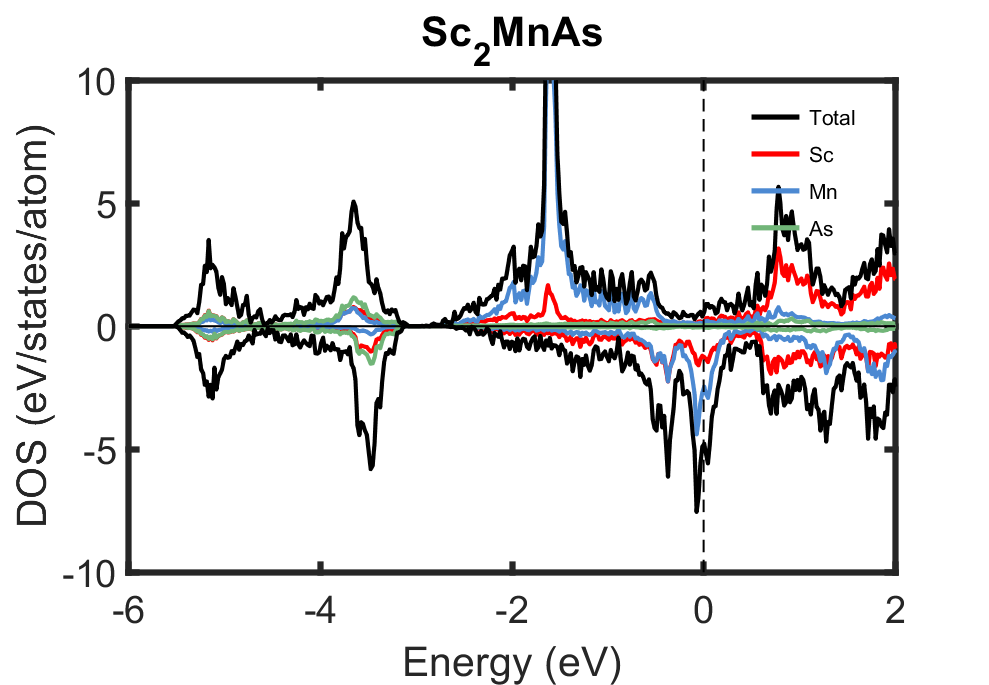 Sc₂MnAs
10
5
0
-5
-10
DOS (eV/states/atom)
Total
Sc
Mn
As
-6 -4 -2 0 2
Energy (eV)